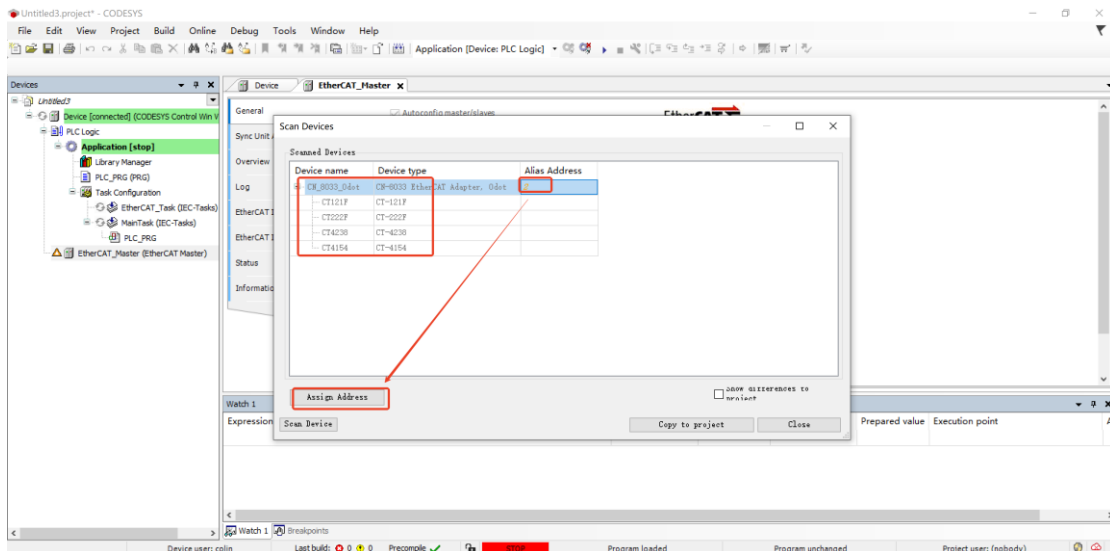 Untitled3.project* - CODESYS
File Edit View Project Build Online Debug Tools Window Help
Application [Device: PLC Logic]
Devices
Device
EtherCAT_Master
Untitled3
Device [connected] (CODESYS Control Win V
PLC Logic
Application [stop]
Library Manager
PLC_PRG (PRG)
Task Configuration
EtherCAT_Task (IEC-Tasks)
MainTask (IEC-Tasks)
PLC_PRG
EtherCAT_Master (EtherCAT Master)
General
Sync Unit
Overview
Log
EtherCAT I
EtherCAT I
Status
Informatio
Autoconfig master/slaves
EtherCAT
Scan Devices
Scanned Devices
Device name Device type Alias Address
CN_8033_Odot CN-8033 EtherCAT Adapter, Odot
CT121F CT-121F
CT222F CT-222F
CT4238 CT-4238
CT4154 CT-4154
Assign Address
Show differences to
project
Scan Device
Copy to project
Close
Watch 1
Expression
Prepared value Execution point
Watch 1 Breakpoints
Device user: colin Last build: 0 0 Precompile STOP Program loaded Program unchanged Project user: (nobody)